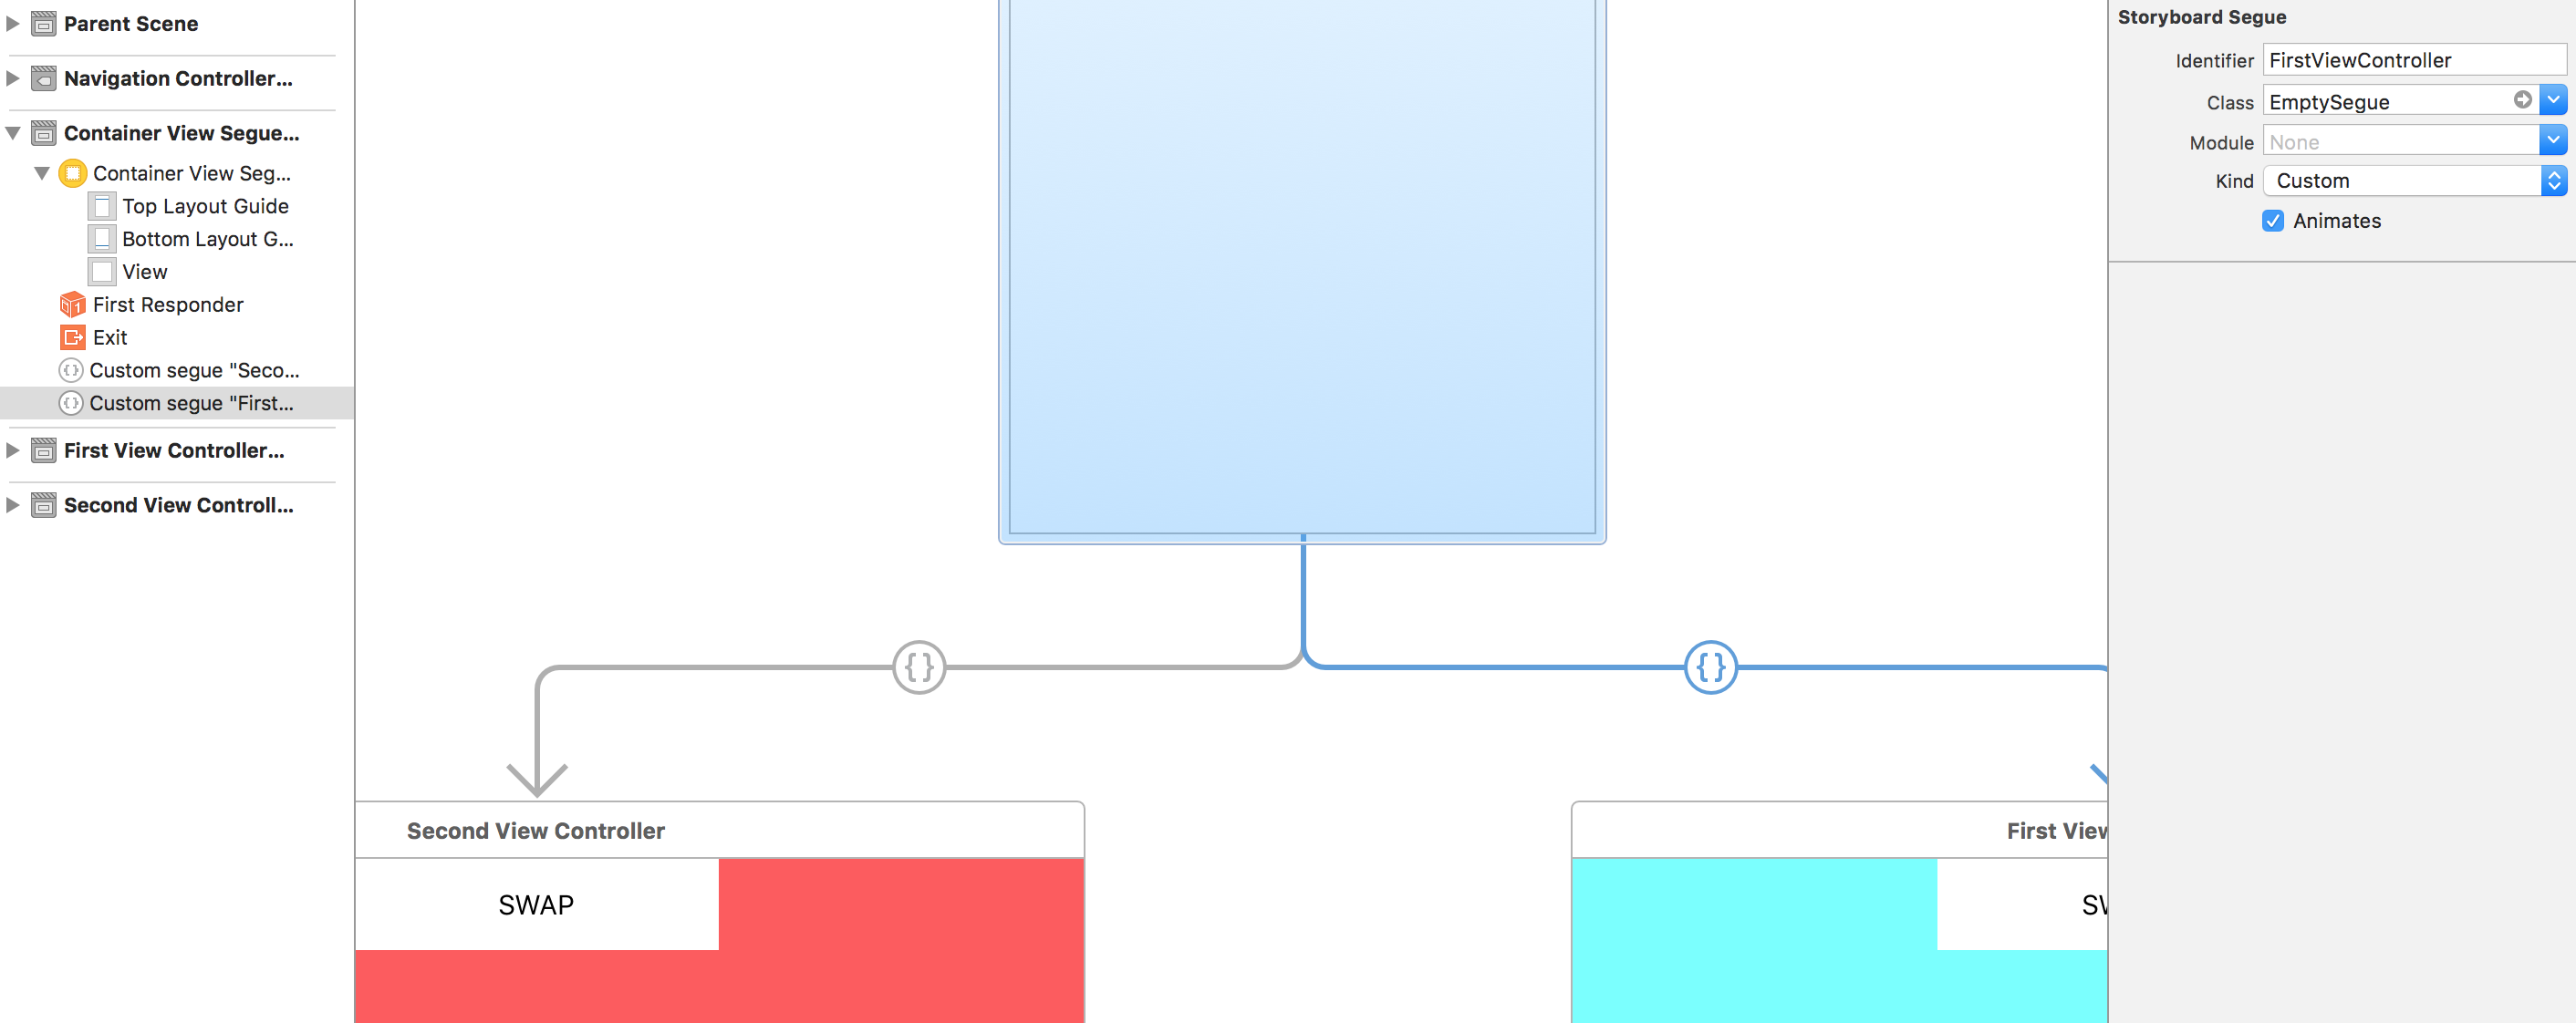 Parent Scene
Navigation Controller...
Container View Segue...
Container View Seg...
Top Layout Guide
Bottom Layout G...
View
First Responder
Exit
Custom segue "Seco...
Custom segue "First...
First View Controller...
Second View Controll...
Second View Controller
SWAP
First View
SW
Storyboard Segue
Identifier FirstViewController
Class EmptySegue
Module None
Kind Custom
Animates